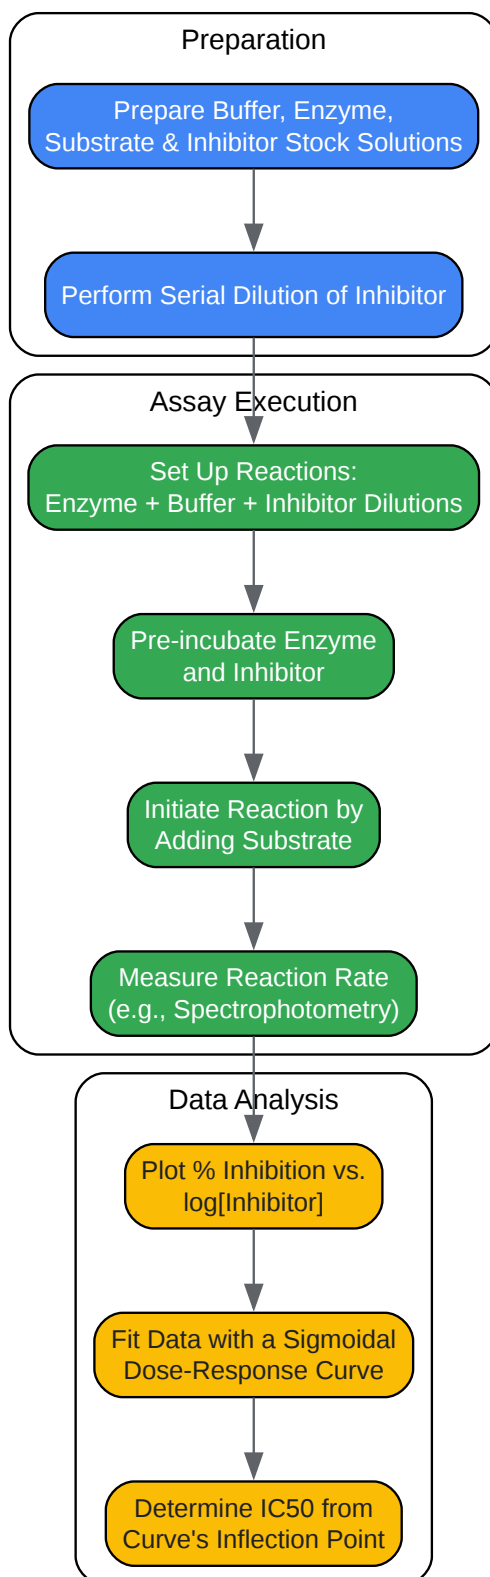 Preparation
Prepare Buffer, Enzyme,
Substrate & Inhibitor Stock Solutions
Perform Serial Dilution of Inhibitor
Assay Execution
Set Up Reactions:
Enzyme + Buffer + Inhibitor Dilutions
Pre-incubate Enzyme
and Inhibitor
Initiate Reaction by
Adding Substrate
Measure Reaction Rate
(e.g., Spectrophotometry)
Data Analysis
Plot % Inhibition vs.
log[Inhibitor]
Fit Data with a Sigmoidal
Dose-Response Curve
Determine IC50 from
Curve's Inflection Point